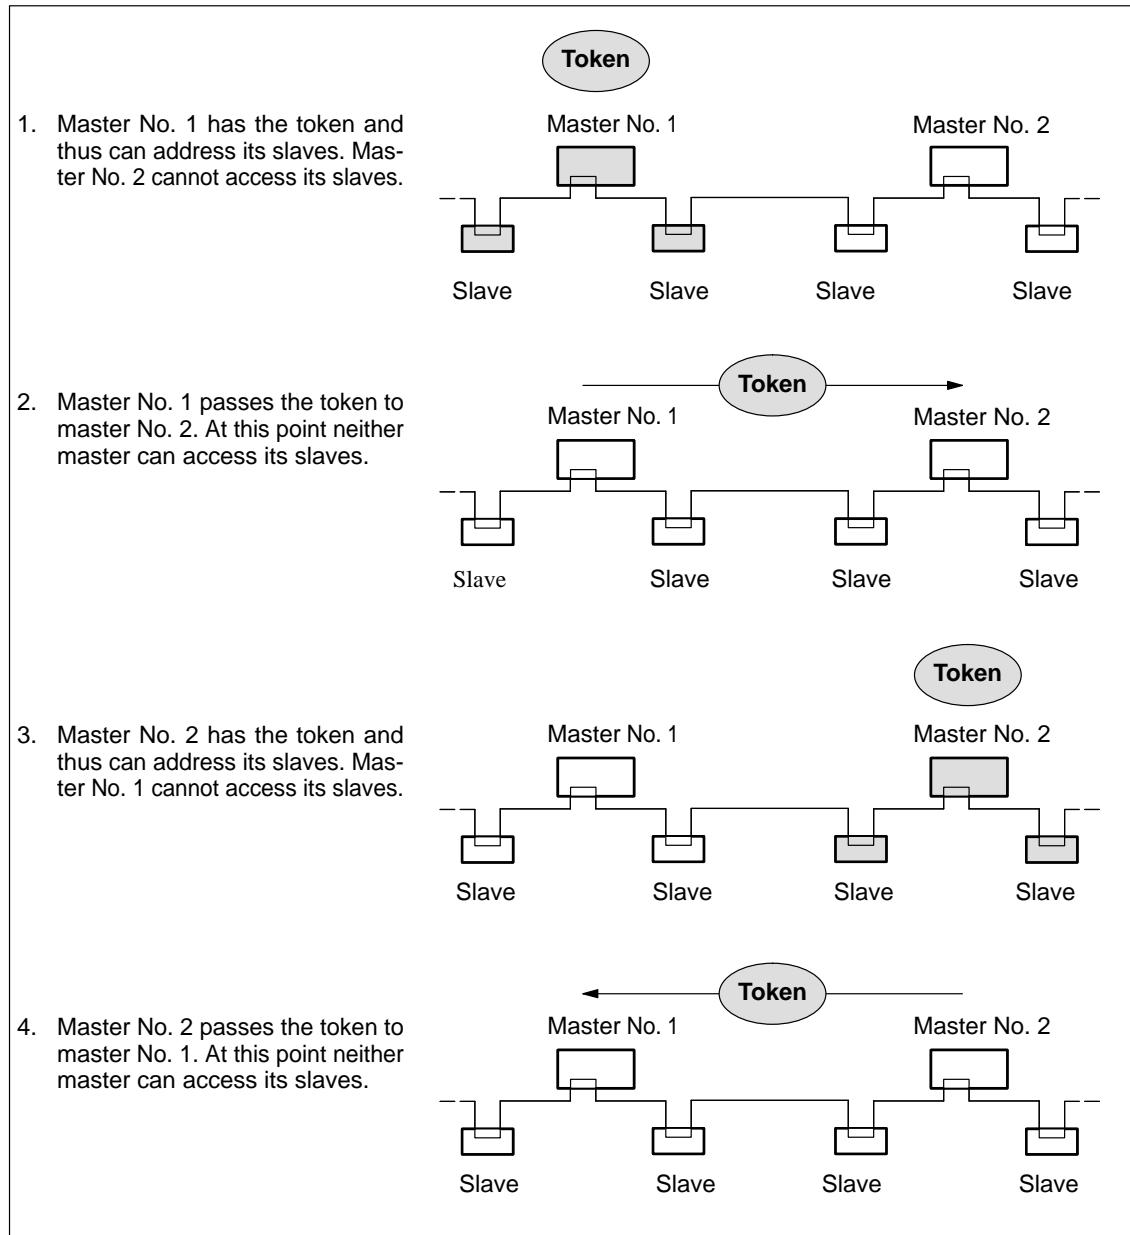 Token
1. Master No. 1 has the token and
thus can address its slaves. Mas-
ter No. 2 cannot access its slaves.
Master No. 1
Master No. 2
Slave
Slave
Slave
Slave
Token
2. Master No. 1 passes the token to
master No. 2. At this point neither
master can access its slaves.
Master No. 1
Master No. 2
Slave
Slave
Slave
Slave
Token
3. Master No. 2 has the token and
thus can address its slaves. Mas-
ter No. 1 cannot access its slaves.
Master No. 1
Master No. 2
Slave
Slave
Slave
Slave
Token
4. Master No. 2 passes the token to
master No. 1. At this point neither
master can access its slaves.
Master No. 1
Master No. 2
Slave
Slave
Slave
Slave